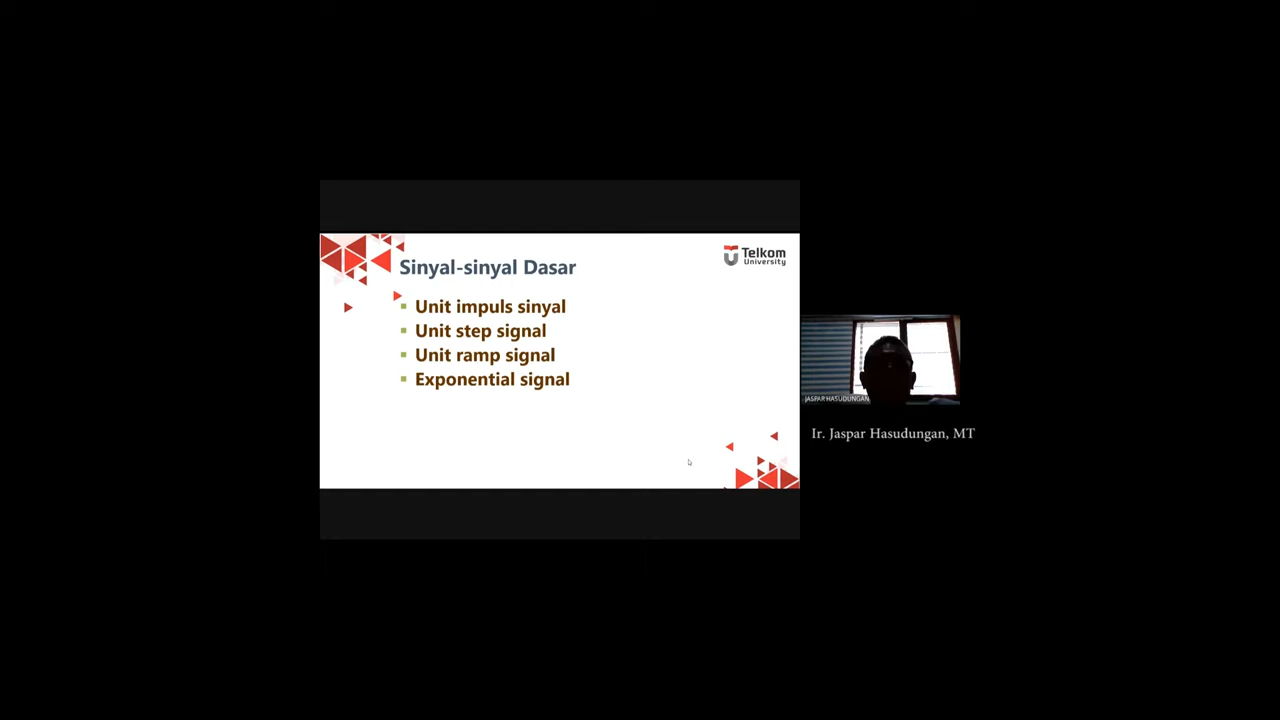 Sinyal-sinyal Dasar
Telkom
University
Unit impuls sinyal
Unit step signal
Unit ramp signal
Exponential signal
JASPAR HASUDUNGAN
Ir. Jaspar Hasudungan, MT